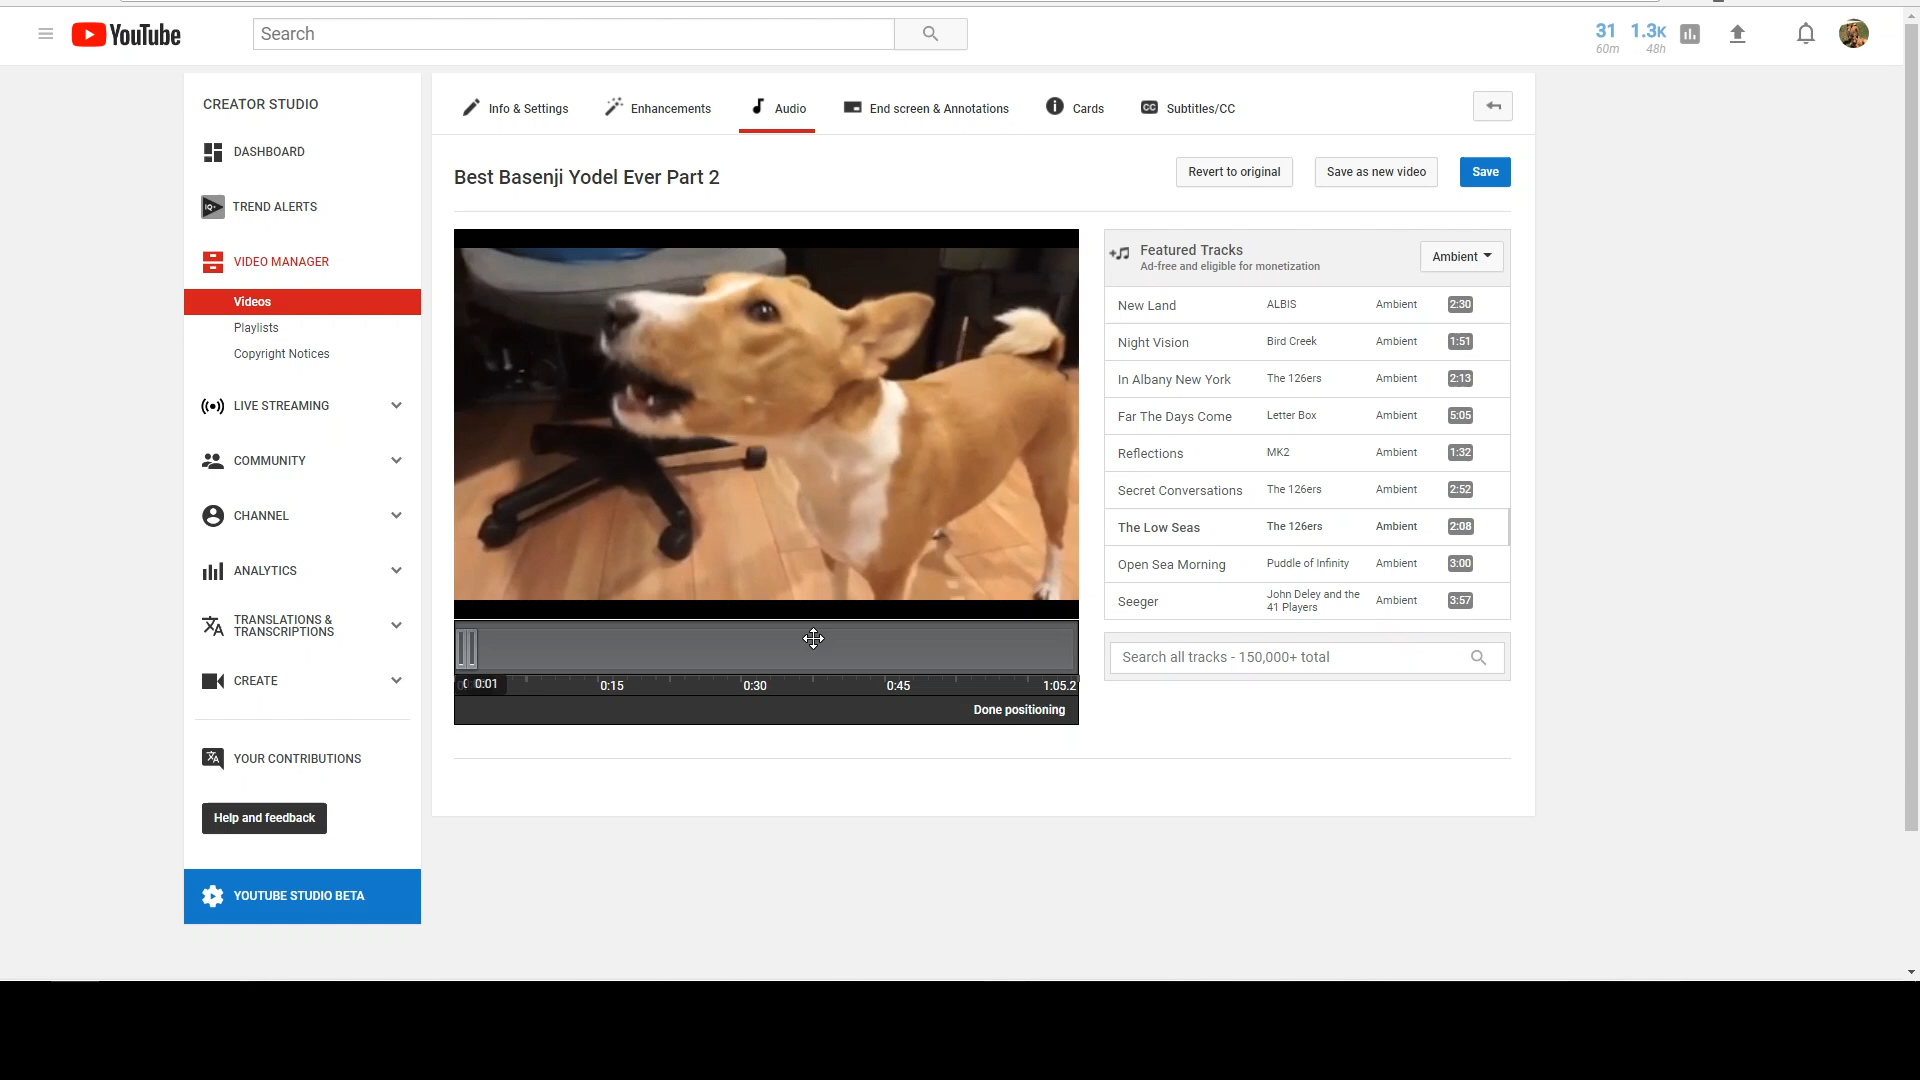 YouTube
Search
31
60m
1.3K
48h
CREATOR STUDIO
DASHBOARD
IQ+
TREND ALERTS
VIDEO MANAGER
Videos
Playlists
Copyright Notices
LIVE STREAMING
COMMUNITY
CHANNEL
ANALYTICS
TRANSLATIONS &
TRANSCRIPTIONS
CREATE
YOUR CONTRIBUTIONS
Help and feedback
YOUTUBE STUDIO BETA
Info & Settings
Enhancements
Audio
End screen & Annotations
Cards
CC Subtitles/CC
Best Basenji Yodel Ever Part 2
Revert to original
Save as new video
Save
0:01
0:15
0:30
0:45
1:05.2
Done positioning
Featured Tracks
Ad-free and eligible for monetization
Ambient
New Land ALBIS Ambient 2:30
Night Vision Bird Creek Ambient 1:51
In Albany New York The 126ers Ambient 2:13
Far The Days Come Letter Box Ambient 5:05
Reflections MK2 Ambient 1:32
Secret Conversations The 126ers Ambient 2:52
The Low Seas The 126ers Ambient 2:08
Open Sea Morning Puddle of Infinity Ambient 3:00
Seeger John Deley and the 41 Players Ambient 3:57
Search all tracks - 150,000+ total